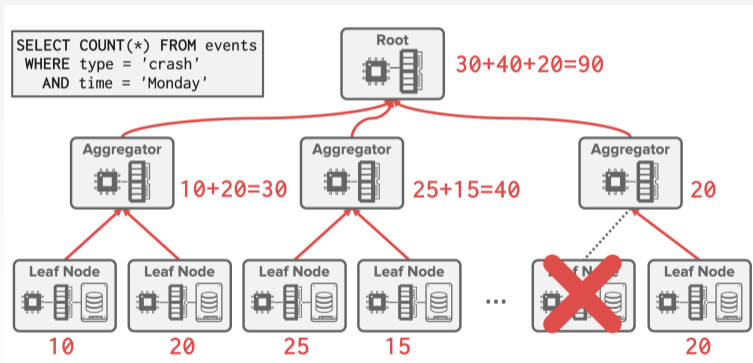 SELECT COUNT(*) FROM events
WHERE type = 'crash'
AND time = 'Monday'
Root
30+40+20=90
Aggregator
10+20=30
Aggregator
25+15=40
Aggregator
20
Leaf Node
Leaf Node
Leaf Node
Leaf Node
...
f N
Leaf Node
10
20
25
15
20